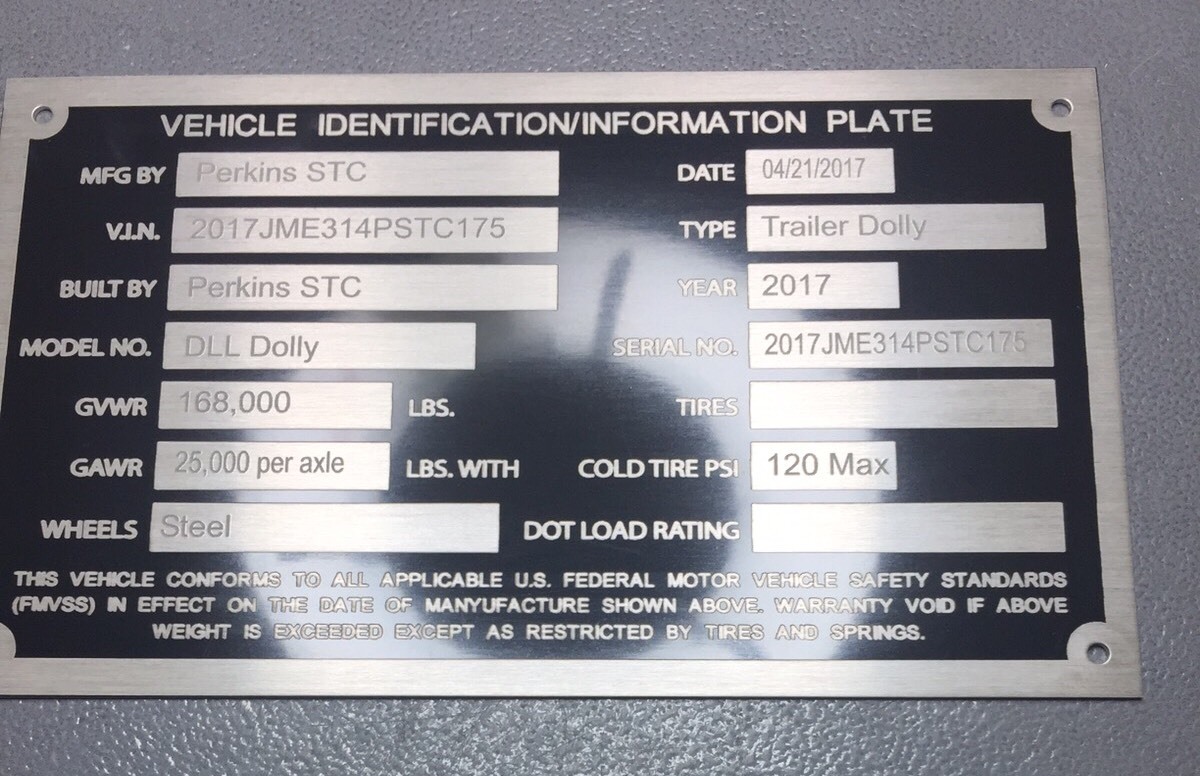 VEHICLE IDENTIFICATION/INFORMATION PLATE
MFG BY Perkins STC DATE 04/21/2017
V.I.N. 2017JME314PSTC175 TYPE Trailer Dolly
BUILT BY Perkins STC YEAR 2017
MODEL NO. DLL Dolly SERIAL NO. 2017JME314PSTC175
GVWR 168,000 LBS. TIRES
GAWR 25,000 per axle LBS. WITH COLD TIRE PSI 120 Max
WHEELS Steel DOT LOAD RATING
THIS VEHICLE CONFORMS TO ALL APPLICABLE U.S. FEDERAL MOTOR VEHICLE SAFETY STANDARDS
(FMVSS) IN EFFECT ON THE DATE OF MANYUFACTURE SHOWN ABOVE. WARRANTY VOID IF ABOVE
WEIGHT IS EXCEEDED EXCEPT AS RESTRICTED BY TIRES AND SPRINGS.